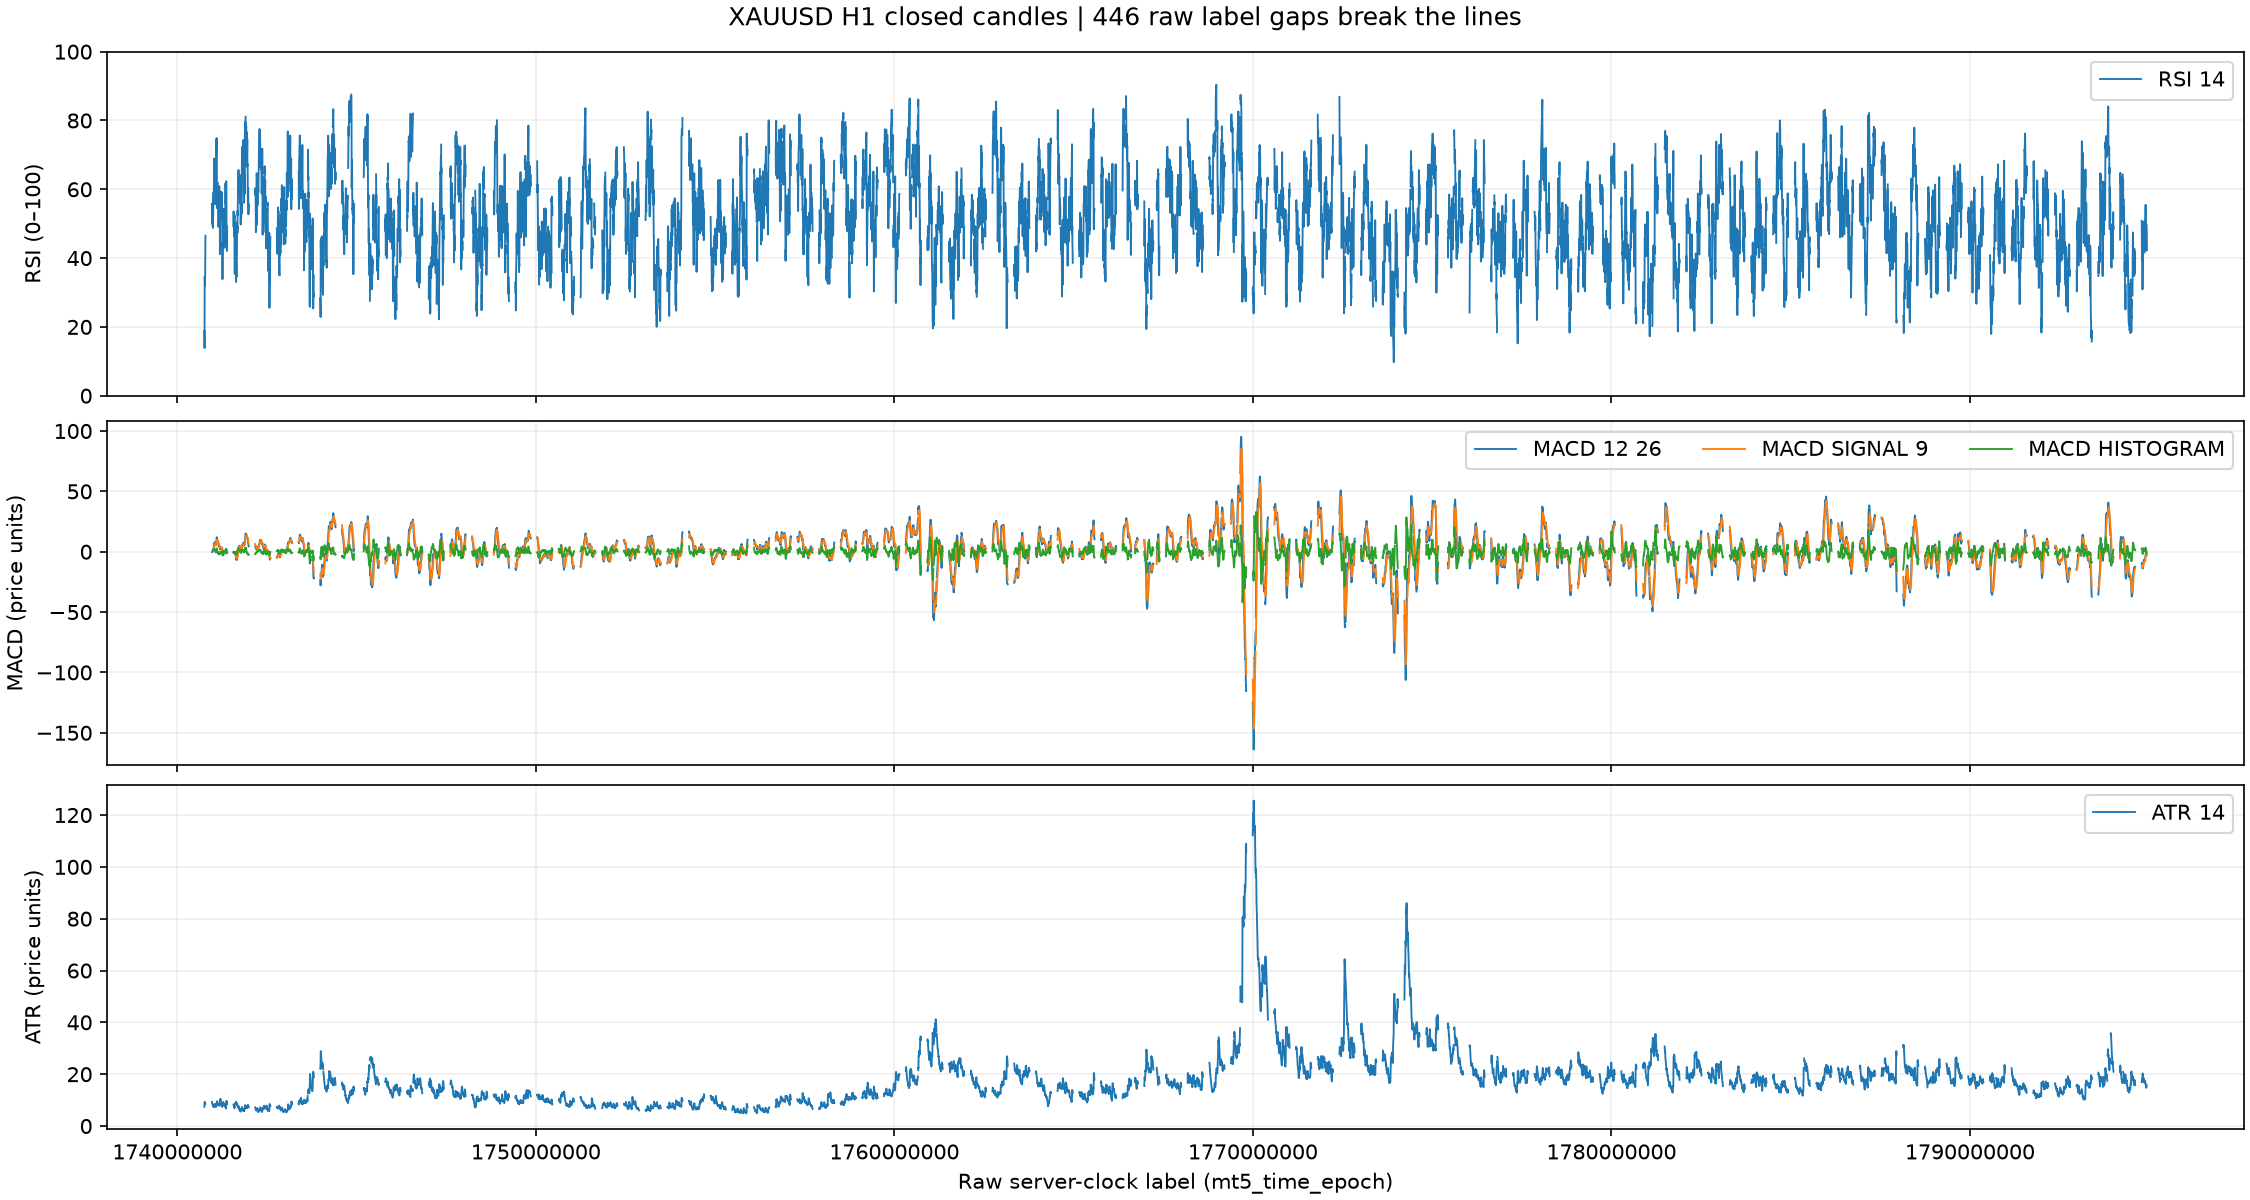 XAUUSD H1 closed candles | 446 raw label gaps break the lines
RSI (0–100)
100
80
60
40
20
0
RSI 14
MACD (price units)
100
50
0
−50
−100
−150
MACD 12 26 MACD SIGNAL 9 MACD HISTOGRAM
ATR (price units)
120
100
80
60
40
20
0
ATR 14
1740000000 1750000000 1760000000 1770000000 1780000000 1790000000
Raw server-clock label (mt5_time_epoch)